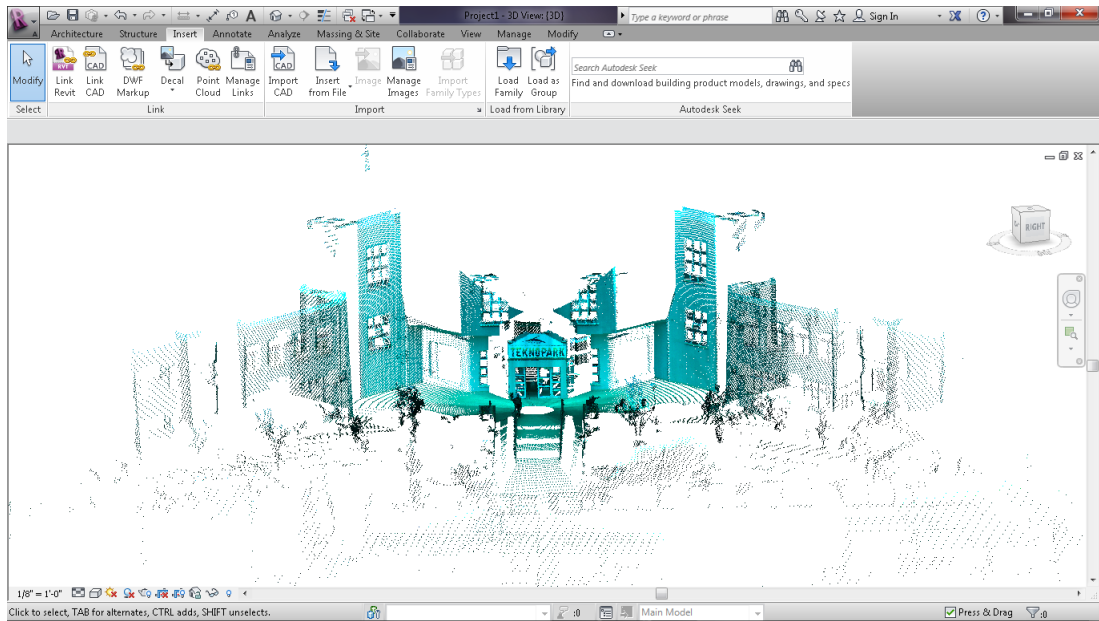 Project1 - 3D View: {3D}
Type a keyword or phrase
Sign In
Architecture Structure Insert Annotate Analyze Massing & Site Collaborate View Manage Modify
Modify
Link Revit
Link CAD
DWF Markup
Decal
Point Cloud
Manage Links
Import CAD
Insert from File
Image
Manage Images
Import Family Types
Load Family
Load as Group
Search Autodesk Seek
Find and download building product models, drawings, and specs
Select
Link
Import
Load from Library
Autodesk Seek
RIGHT
TEKNOPARK
1/8" = 1'-0"
Click to select, TAB for alternates, CTRL adds, SHIFT unselects.
:0
Main Model
Press & Drag
:0